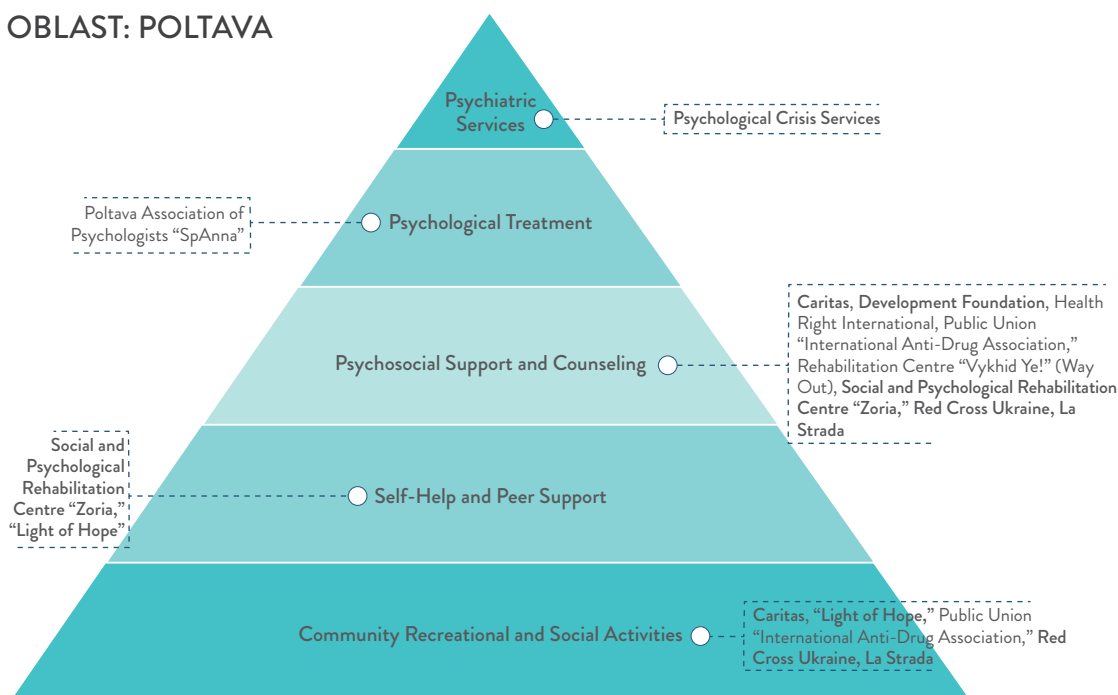 OBLAST: POLTAVA
Psychiatric
Services
Psychological Crisis Services
Poltava Association of
Psychologists “SpAnna”
Psychological Treatment
Caritas, Development Foundation, Health
Right International, Public Union
“International Anti-Drug Association,”
Rehabilitation Centre “Vykhid Ye!” (Way
Out), Social and Psychological Rehabilitation
Centre “Zoria,” Red Cross Ukraine, La
Strada
Psychosocial Support and Counseling
Social and
Psychological
Rehabilitation
Centre “Zoria,”
“Light of Hope”
Self-Help and Peer Support
Community Recreational and Social Activities
Caritas, “Light of Hope,” Public Union
“International Anti-Drug Association,” Red
Cross Ukraine, La Strada